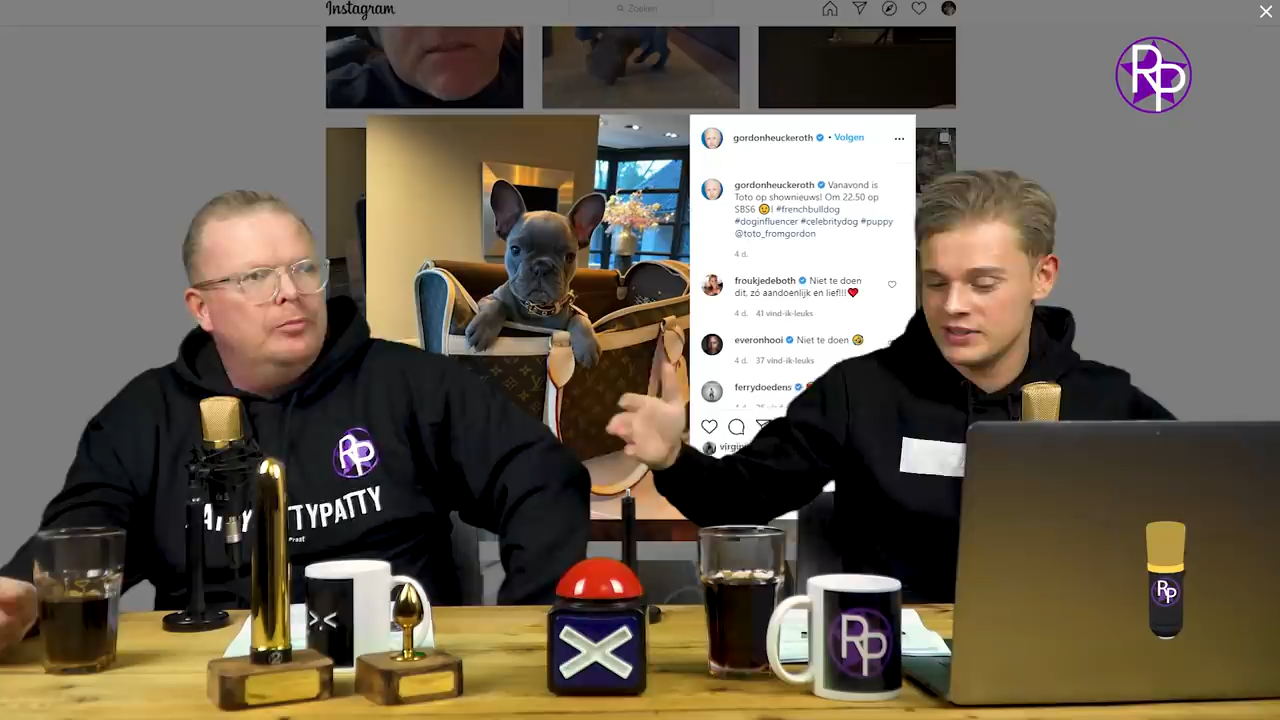 Instagram
Zoeken
RP
gordonheuckeroth • Volgen
gordonheuckeroth Vanavond is
Toto op shownieuws! Om 22.50 op
SBS6 😉! #frenchbulldog
#doginfluencer #celebritydog #puppy
@toto_fromgordon
4 d.
froukjedeboth Niet te doen
dit, zó aandoenlijk en lief!!!❤️
4 d. 41 vind-ik-leuks
everonhooi Niet te doen
4 d. 37 vind-ik-leuks
ferrydoedens
RP
TYPATTY
Praat
RP
RP